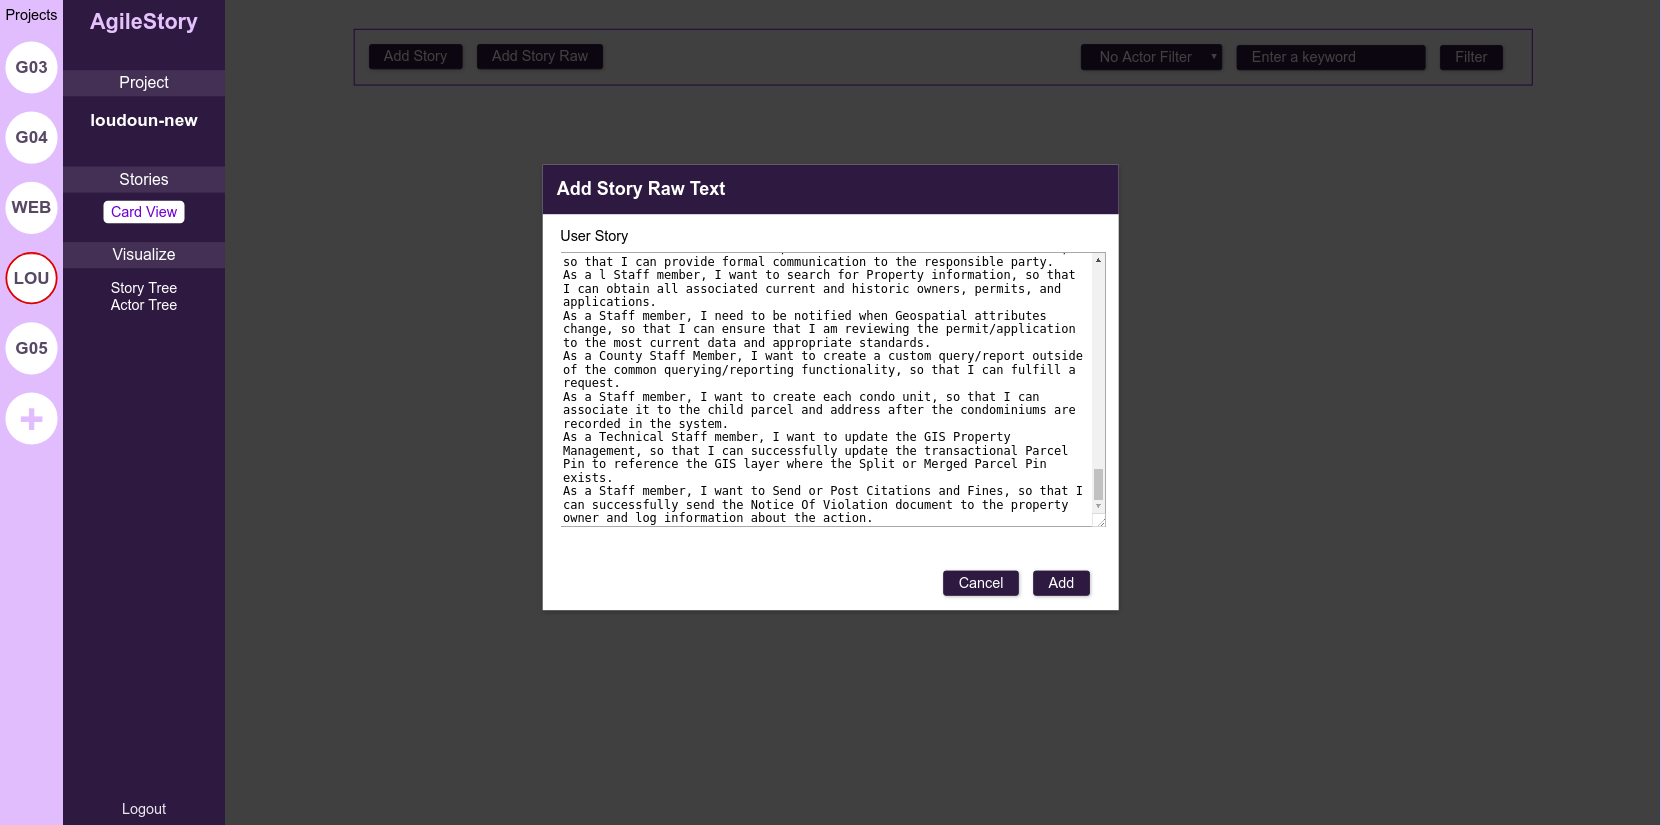 Projects
G03
G04
WEB
LOU
G05
AgileStory
Project
loudoun-new
Stories
Card View
Visualize
Story Tree
Actor Tree
Logout
Add Story
Add Story Raw
No Actor Filter
Enter a keyword
Filter
Add Story Raw Text
User Story
so that I can provide formal communication to the responsible party.
As a l Staff member, I want to search for Property information, so that
I can obtain all associated current and historic owners, permits, and
applications.
As a Staff member, I need to be notified when Geospatial attributes
change, so that I can ensure that I am reviewing the permit/application
to the most current data and appropriate standards.
As a County Staff Member, I want to create a custom query/report outside
of the common querying/reporting functionality, so that I can fulfill a
request.
As a Staff member, I want to create each condo unit, so that I can
associate it to the child parcel and address after the condominiums are
recorded in the system.
As a Technical Staff member, I want to update the GIS Property
Management, so that I can successfully update the transactional Parcel
Pin to reference the GIS layer where the Split or Merged Parcel Pin
exists.
As a Staff member, I want to Send or Post Citations and Fines, so that I
can successfully send the Notice Of Violation document to the property
owner and log information about the action.
Cancel
Add